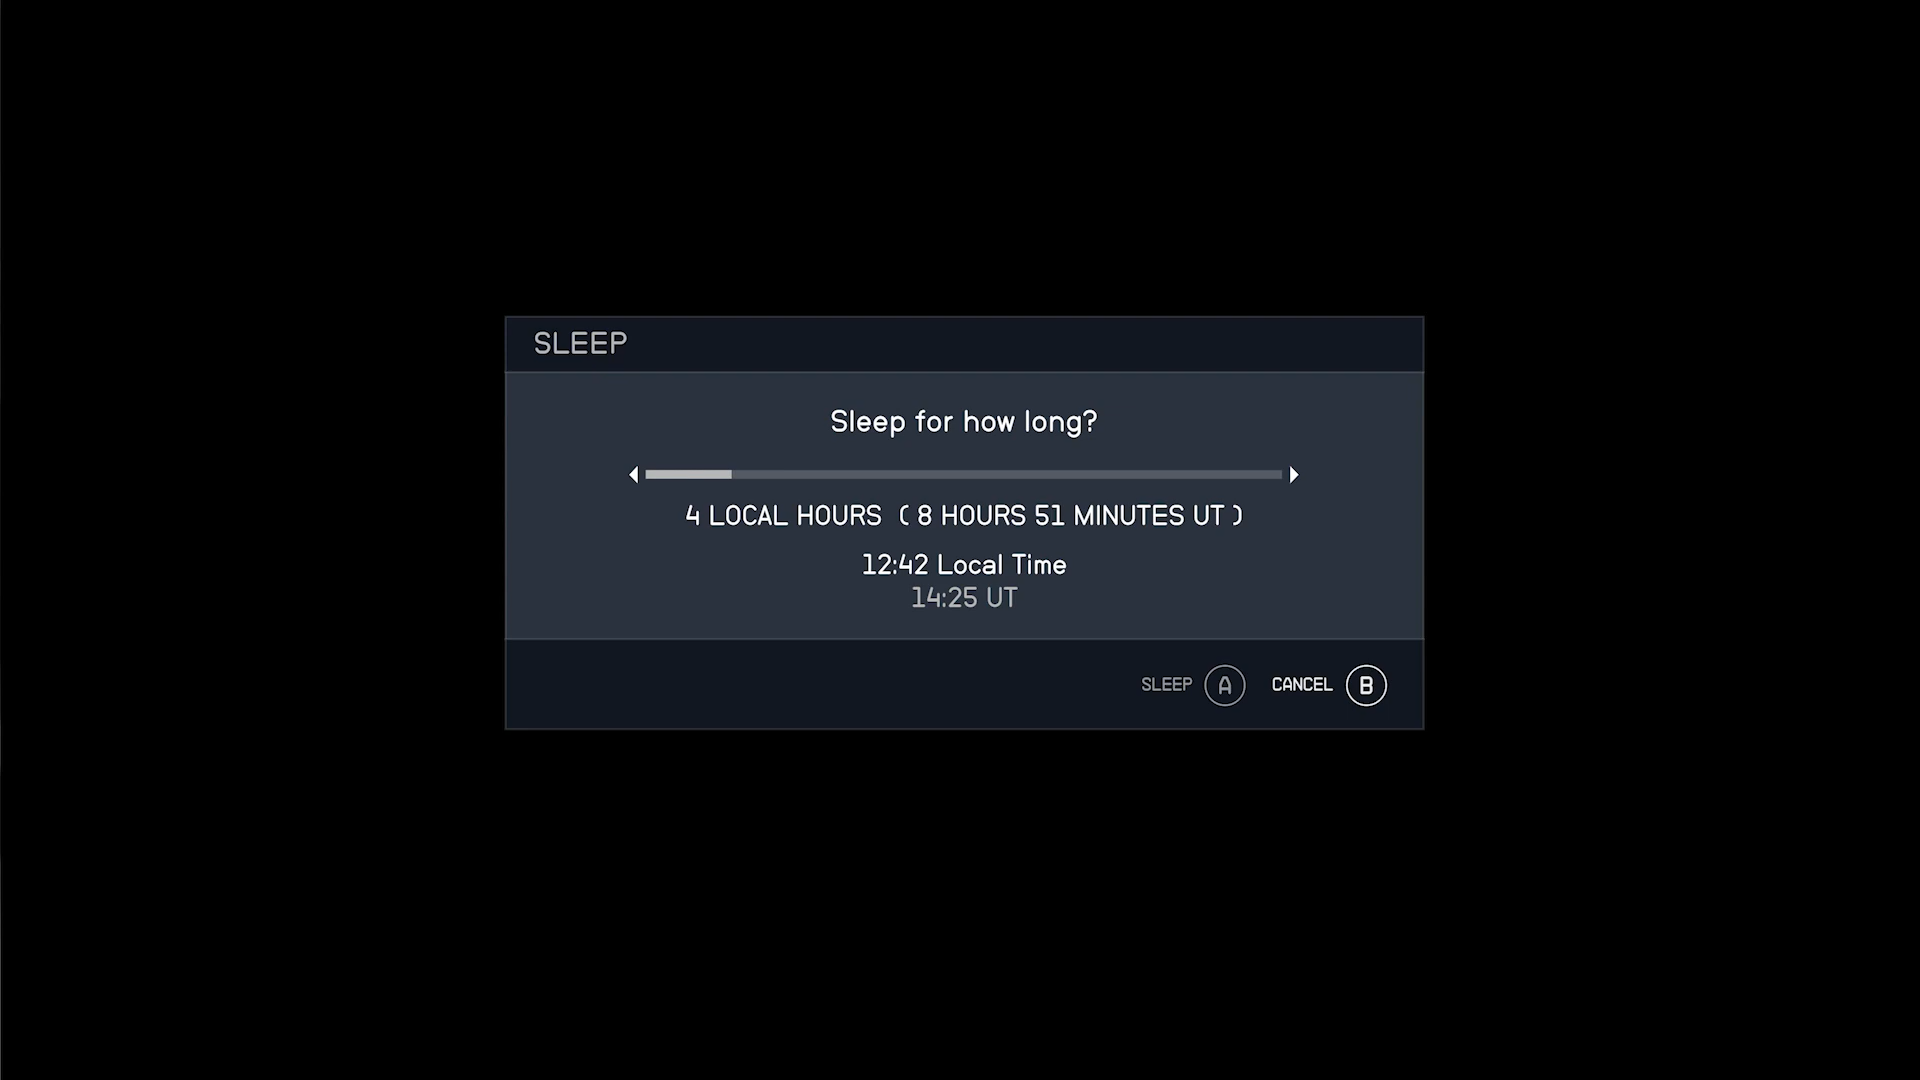 SLEEP
Sleep for how long?
4 LOCAL HOURS ( 8 HOURS 51 MINUTES UT )
12:42 Local Time
14:25 UT
SLEEP A CANCEL B